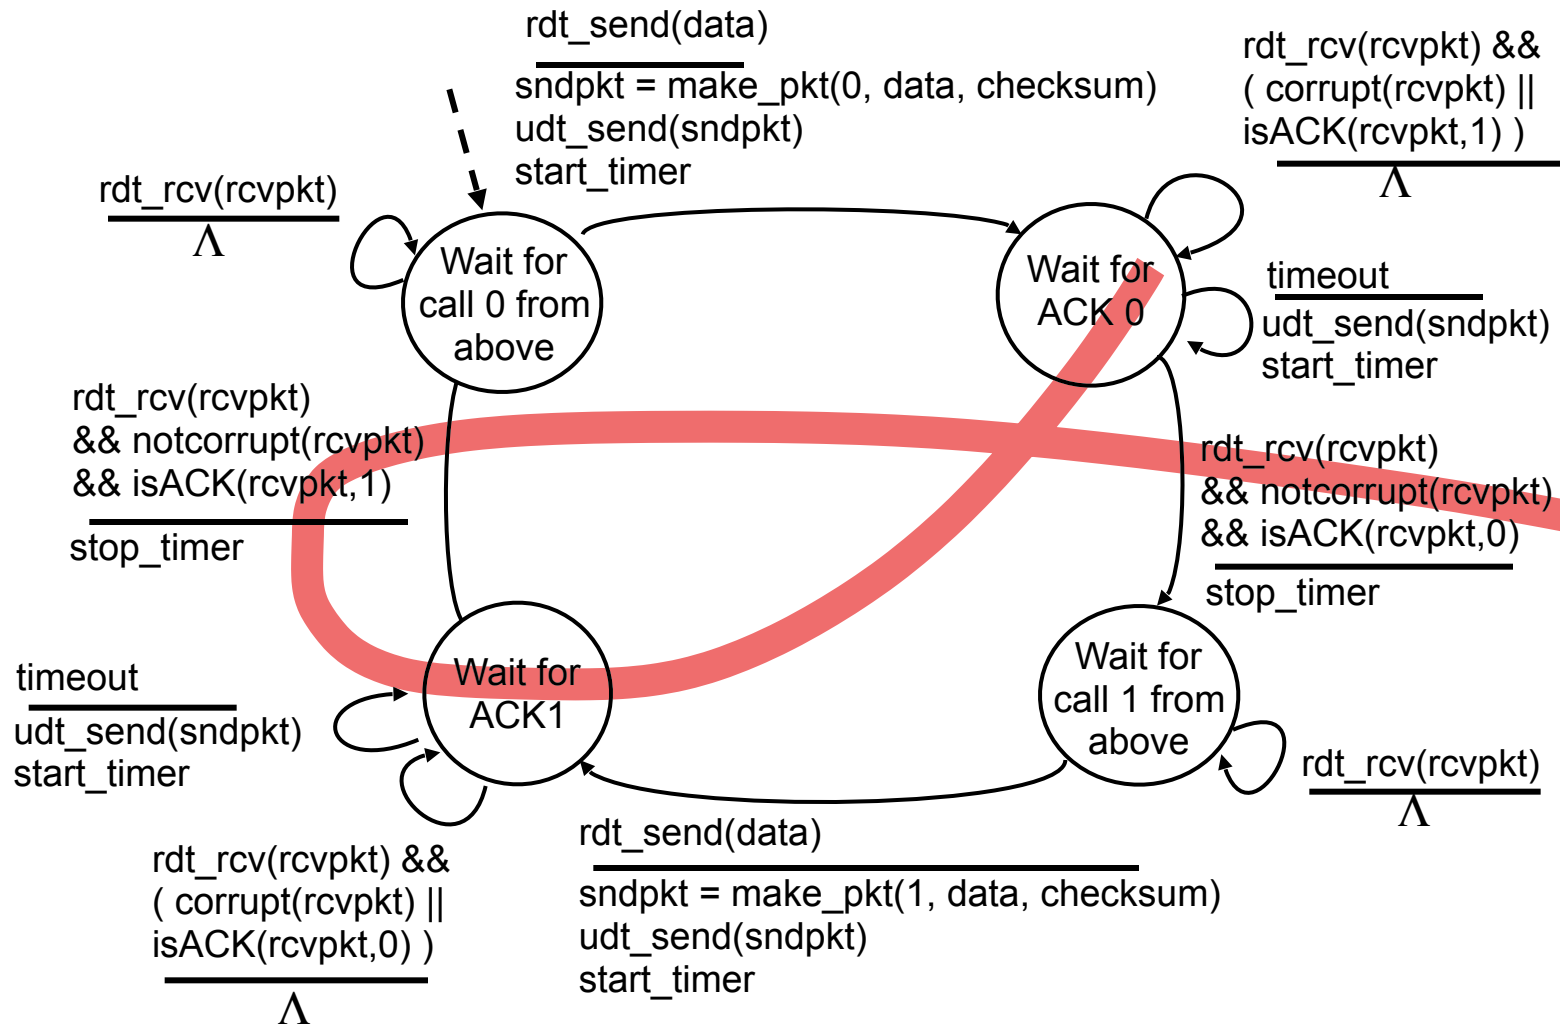 rdt_send(data)
sndpkt = make_pkt(0, data, checksum)
udt_send(sndpkt)
start_timer
rdt_rcv(rcvpkt) &&
( corrupt(rcvpkt) ||
isACK(rcvpkt,1) )
Λ
rdt_rcv(rcvpkt)
Λ
Wait for
call 0 from
above
Wait for
ACK 0
timeout
udt_send(sndpkt)
start_timer
rdt_rcv(rcvpkt)
&& notcorrupt(rcvpkt)
&& isACK(rcvpkt,1)
stop_timer
rdt_rcv(rcvpkt)
&& notcorrupt(rcvpkt)
&& isACK(rcvpkt,0)
stop_timer
timeout
udt_send(sndpkt)
start_timer
Wait for
ACK1
Wait for
call 1 from
above
rdt_rcv(rcvpkt)
Λ
rdt_rcv(rcvpkt) &&
( corrupt(rcvpkt) ||
isACK(rcvpkt,0) )
Λ
rdt_send(data)
sndpkt = make_pkt(1, data, checksum)
udt_send(sndpkt)
start_timer